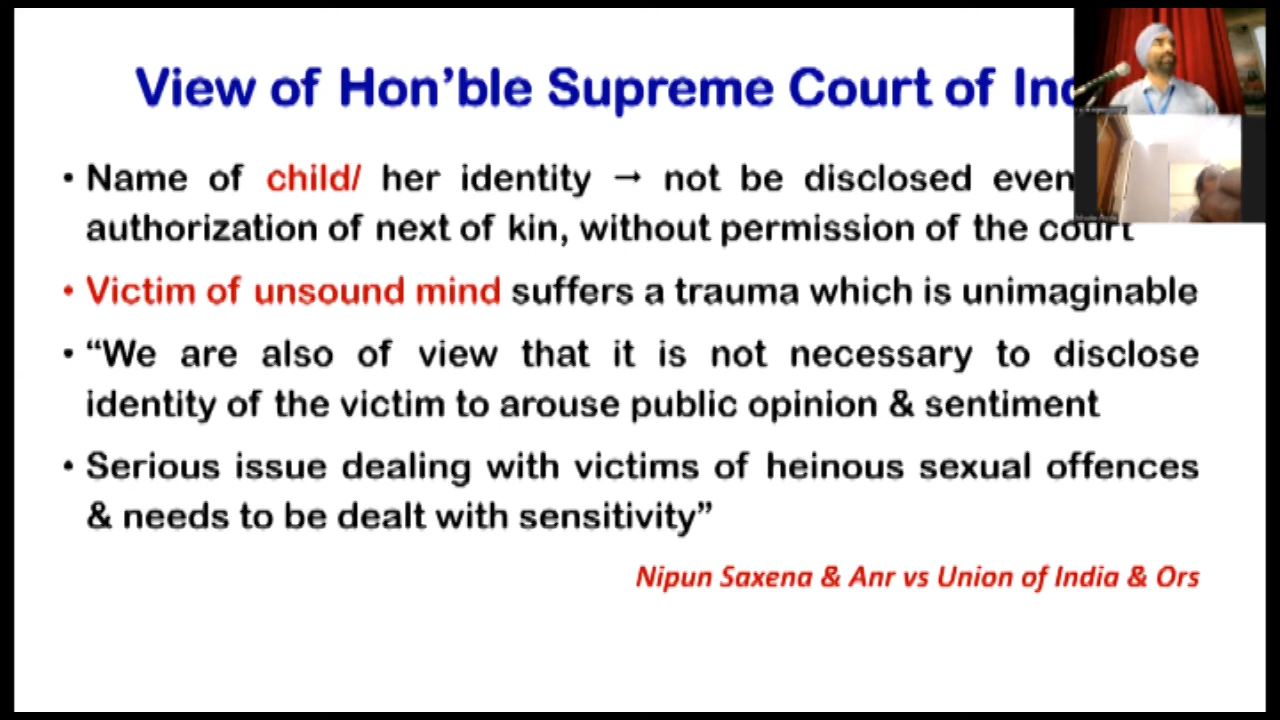 View of Hon’ble Supreme Court of Ind
• Name of child/ her identity → not be disclosed even
authorization of next of kin, without permission of the court
• Victim of unsound mind suffers a trauma which is unimaginable
• “We are also of view that it is not necessary to disclose
identity of the victim to arouse public opinion & sentiment
• Serious issue dealing with victims of heinous sexual offences
& needs to be dealt with sensitivity”
Nipun Saxena & Anr vs Union of India & Ors